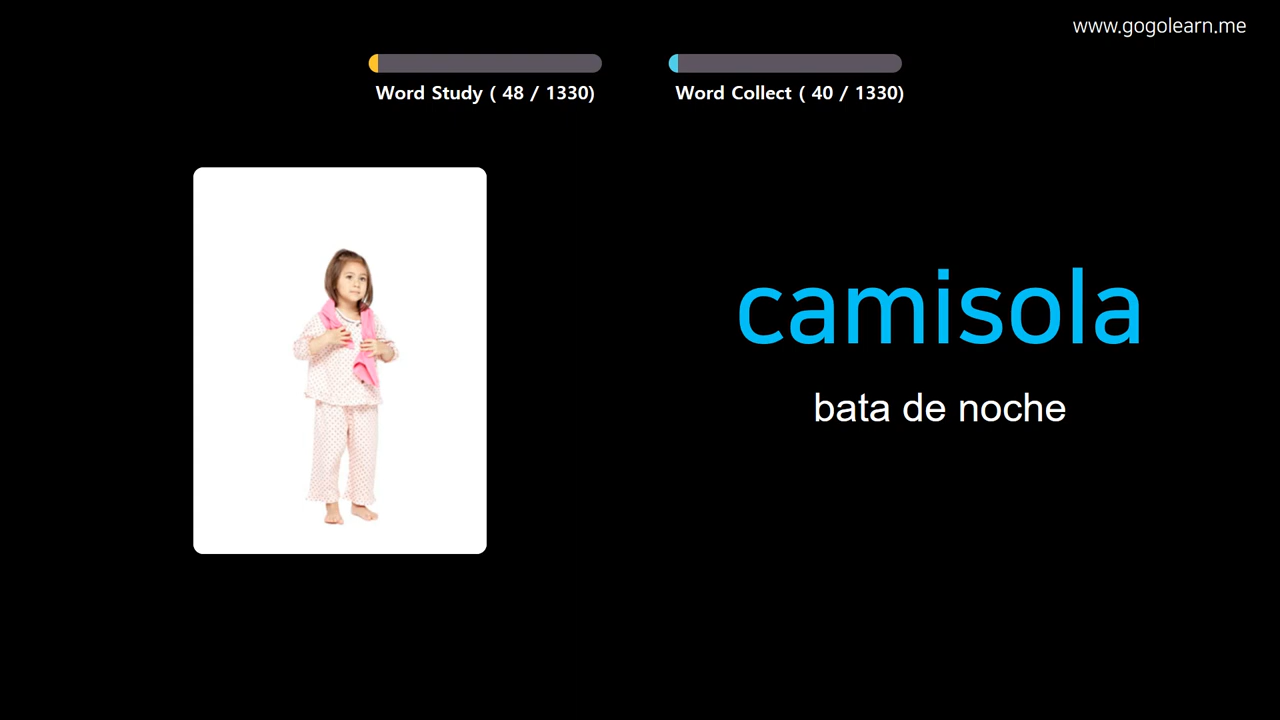 www.gogolearn.me
Word Study ( 48 / 1330)
Word Collect ( 40 / 1330)
camisola
bata de noche